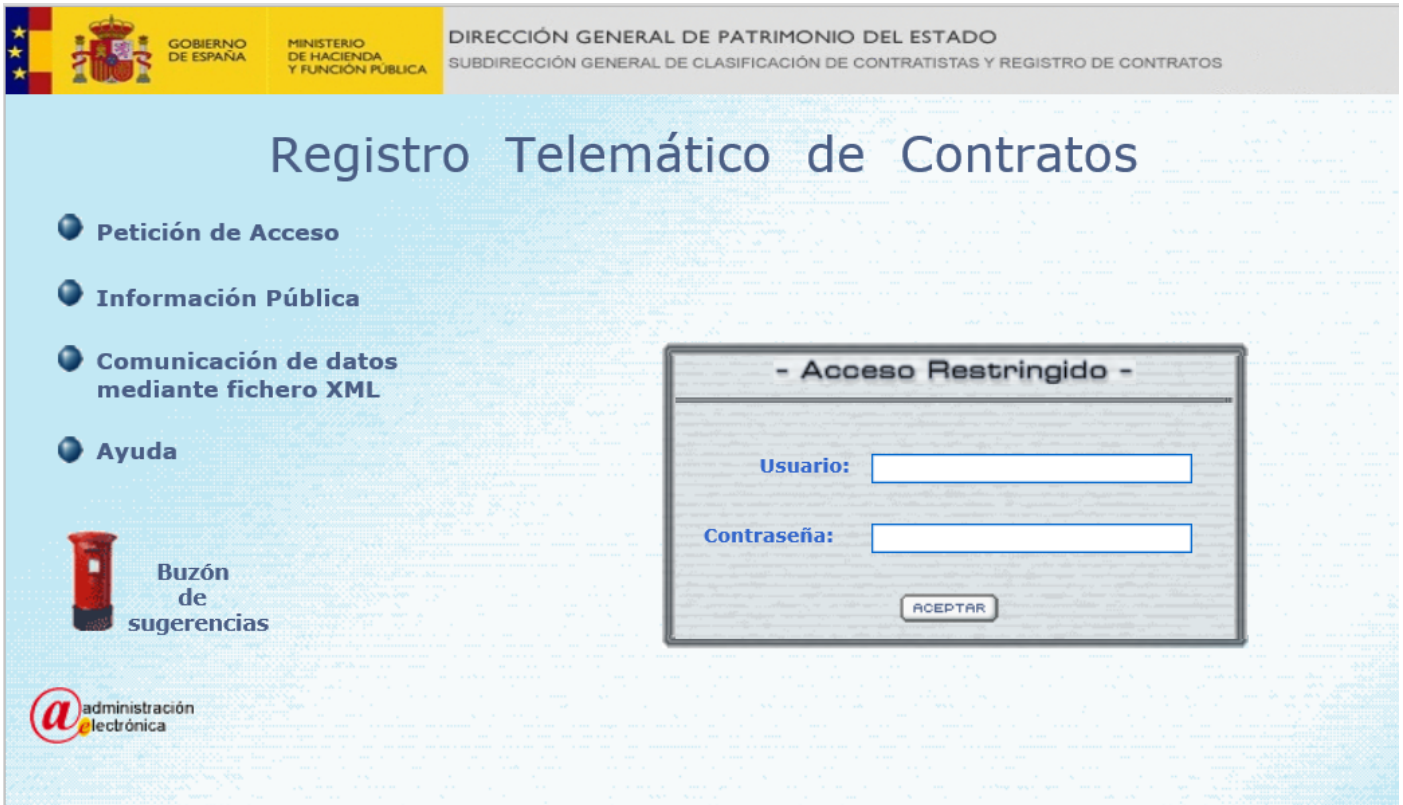 GOBIERNO
DE ESPAÑA
MINISTERIO
DE HACIENDA
Y FUNCIÓN PÚBLICA
DIRECCIÓN GENERAL DE PATRIMONIO DEL ESTADO
SUBDIRECCIÓN GENERAL DE CLASIFICACIÓN DE CONTRATISTAS Y REGISTRO DE CONTRATOS
Registro Telemático de Contratos
Petición de Acceso
Información Pública
Comunicación de datos
mediante fichero XML
Ayuda
Buzón
de
sugerencias
@administración
electrónica
- Acceso Restringido -
Usuario:
Contraseña:
ACEPTAR